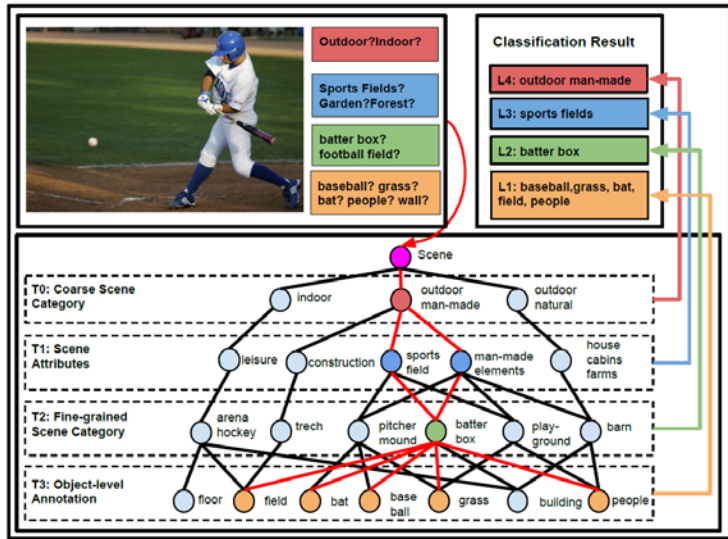 Outdoor?Indoor?
Sports Fields?
Garden?Forest?
batter box?
football field?
baseball? grass?
bat? people? wall?
Classification Result
L4: outdoor man-made
L3: sports fields
L2: batter box
L1: baseball,grass, bat,
field, people
Scene
T0: Coarse Scene
Category
indoor
outdoor
man-made
outdoor
natural
T1: Scene
Attributes
leisure
construction
sports
field
man-made
elements
house
cabins
farms
T2: Fine-grained
Scene Category
arena
hockey
trech
pitcher
mound
batter
box
play-
ground
barn
T3: Object-level
Annotation
floor
field
bat
base
ball
grass
building
people